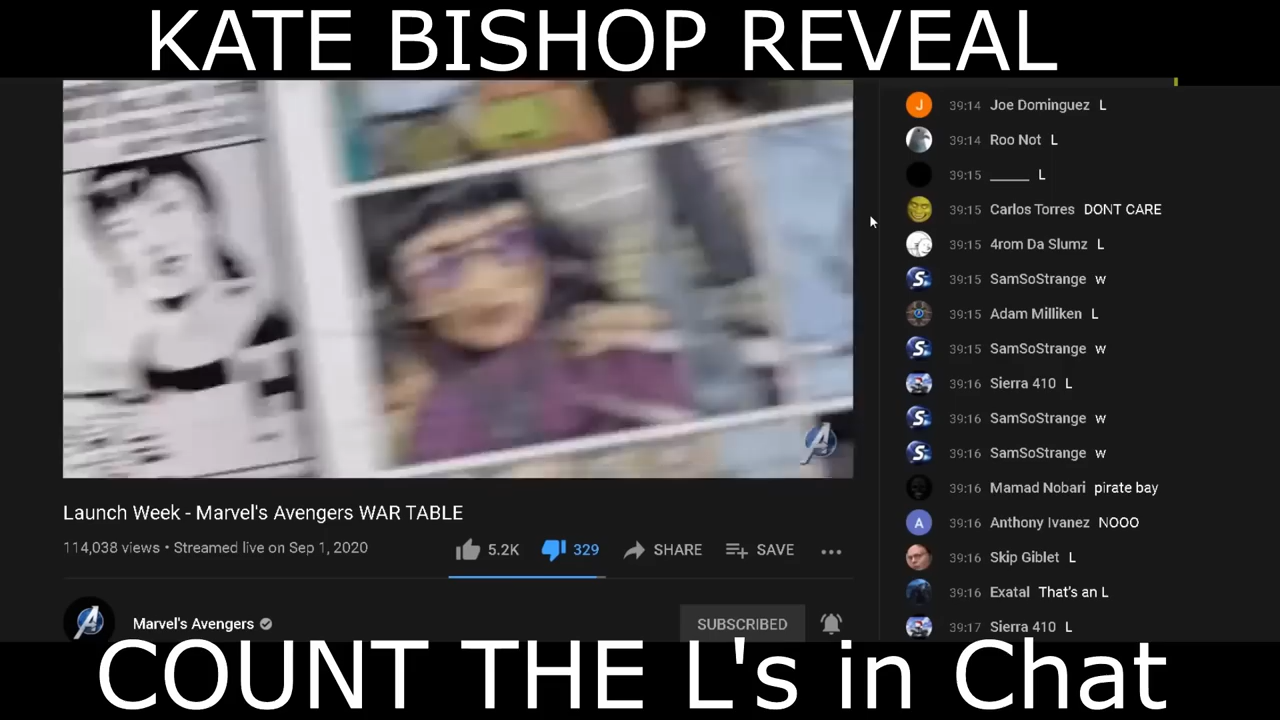 KATE BISHOP REVEAL
J 39:14 Joe Dominguez L
39:14 Roo Not L
39:15 ______ L
39:15 Carlos Torres DONT CARE
39:15 4rom Da Slumz L
S 39:15 SamSoStrange w
39:15 Adam Milliken L
S 39:15 SamSoStrange w
39:16 Sierra 410 L
S 39:16 SamSoStrange w
S 39:16 SamSoStrange w
39:16 Mamad Nobari pirate bay
A 39:16 Anthony Ivanez NOOO
39:16 Skip Giblet L
39:16 Exatal That's an L
39:17 Sierra 410 L
Launch Week - Marvel's Avengers WAR TABLE
114,038 views • Streamed live on Sep 1, 2020
5.2K 329 SHARE SAVE
Marvel's Avengers
SUBSCRIBED
COUNT THE L's in Chat